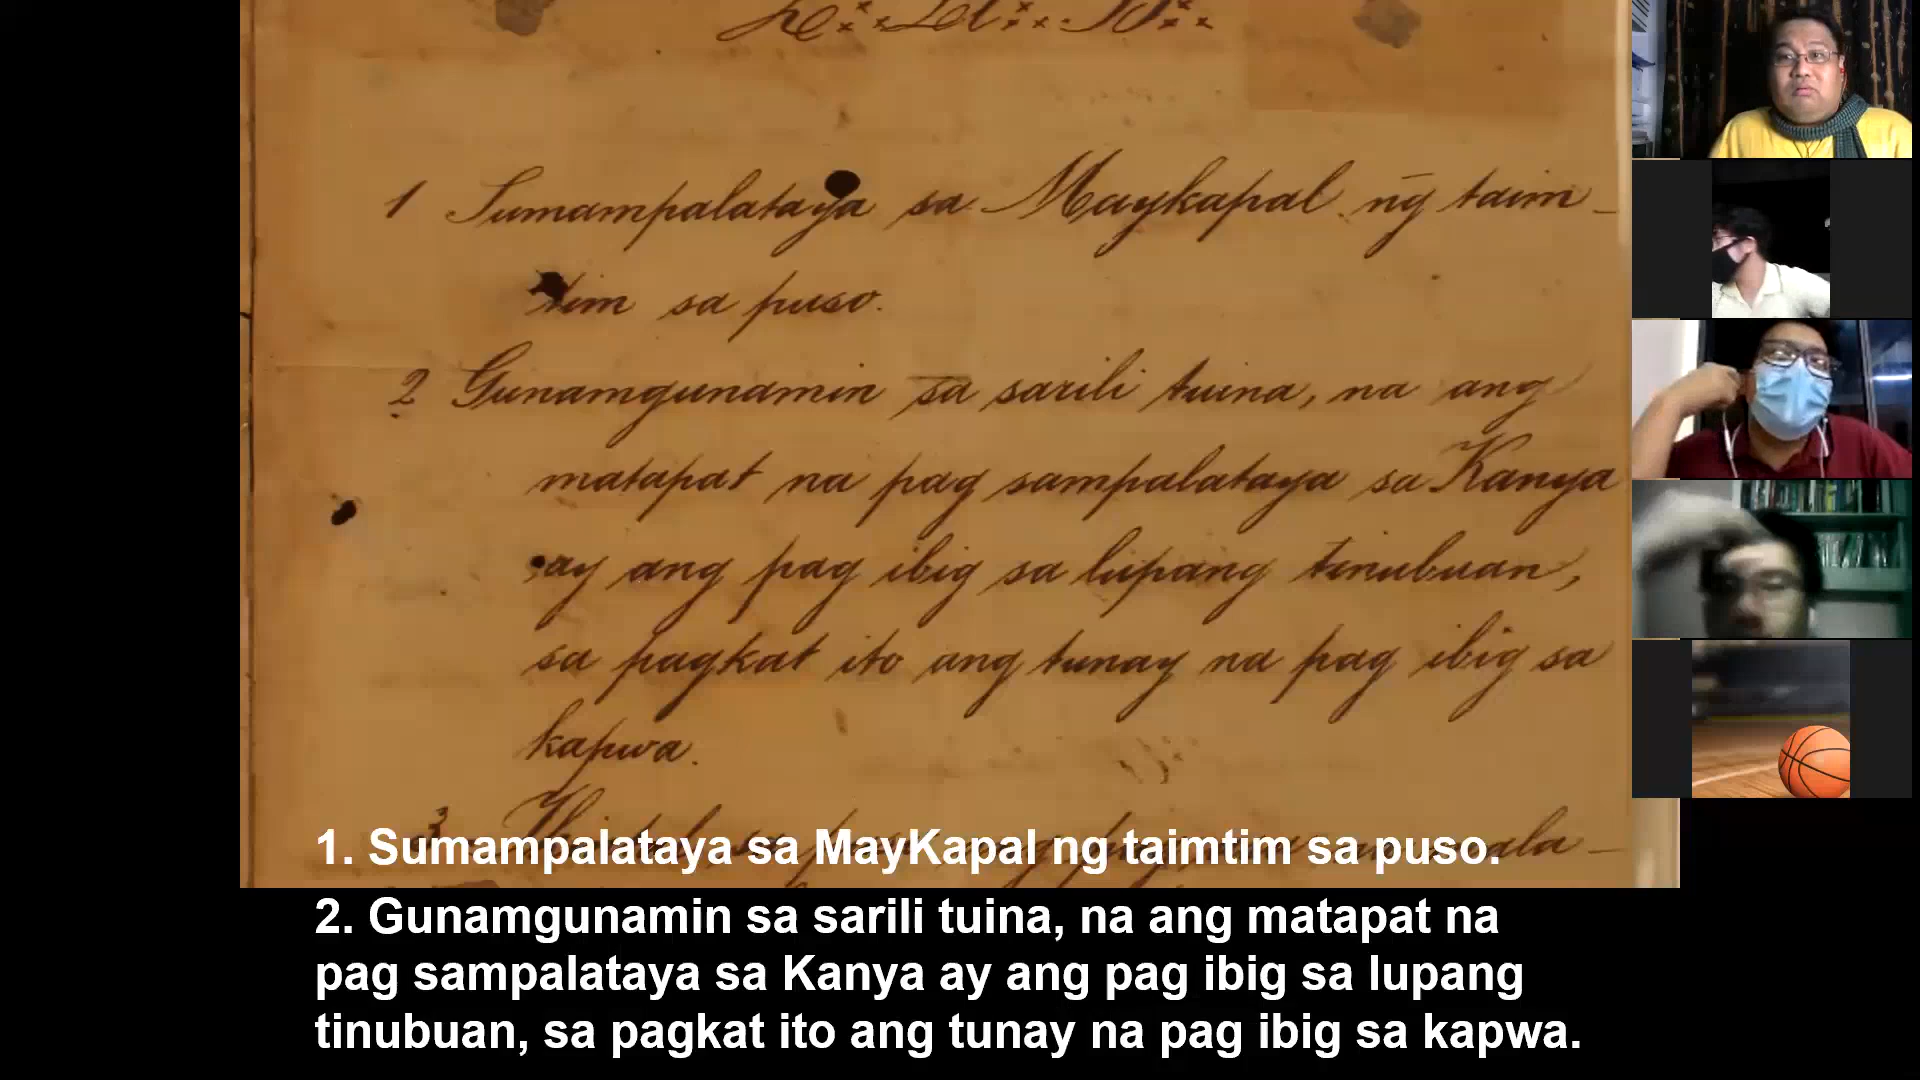 1 Sumampalataya sa Maykapal ng taim-
tim sa puso.
2 Gunamgunamin sa sarili tuina, na ang
matapat na pag sampalataya sa Kanya
ay ang pag ibig sa lupang tinubuan,
sa pagkat ito ang tunay na pag ibig sa
kapwa.
3
1. Sumampalataya sa MayKapal ng taimtim sa puso.
2. Gunamgunamin sa sarili tuina, na ang matapat na
pag sampalataya sa Kanya ay ang pag ibig sa lupang
tinubuan, sa pagkat ito ang tunay na pag ibig sa kapwa.